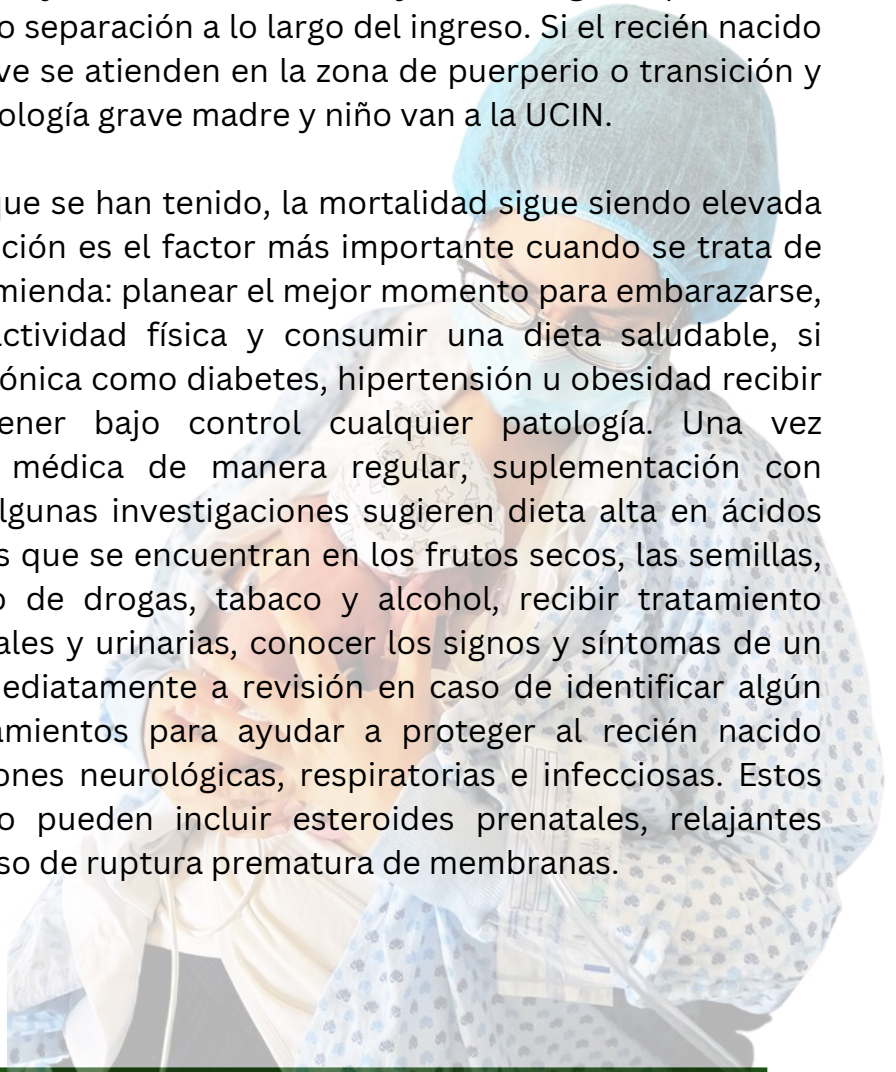 o separación a lo largo del ingreso. Si el recién nacido
ve se atienden en la zona de puerperio o transición y
ología grave madre y niño van a la UCIN.
que se han tenido, la mortalidad sigue siendo elevada
ción es el factor más importante cuando se trata de
mienda: planear el mejor momento para embarazarse,
actividad física y consumir una dieta saludable, si
ónica como diabetes, hipertensión u obesidad recibir
ener bajo control cualquier patología. Una vez
médica de manera regular, suplementación con
lgunas investigaciones sugieren dieta alta en ácidos
s que se encuentran en los frutos secos, las semillas,
o de drogas, tabaco y alcohol, recibir tratamiento
ales y urinarias, conocer los signos y síntomas de un
ediatamente a revisión en caso de identificar algún
amientos para ayudar a proteger al recién nacido
ones neurológicas, respiratorias e infecciosas. Estos
o pueden incluir esteroides prenatales, relajantes
so de ruptura prematura de membranas.